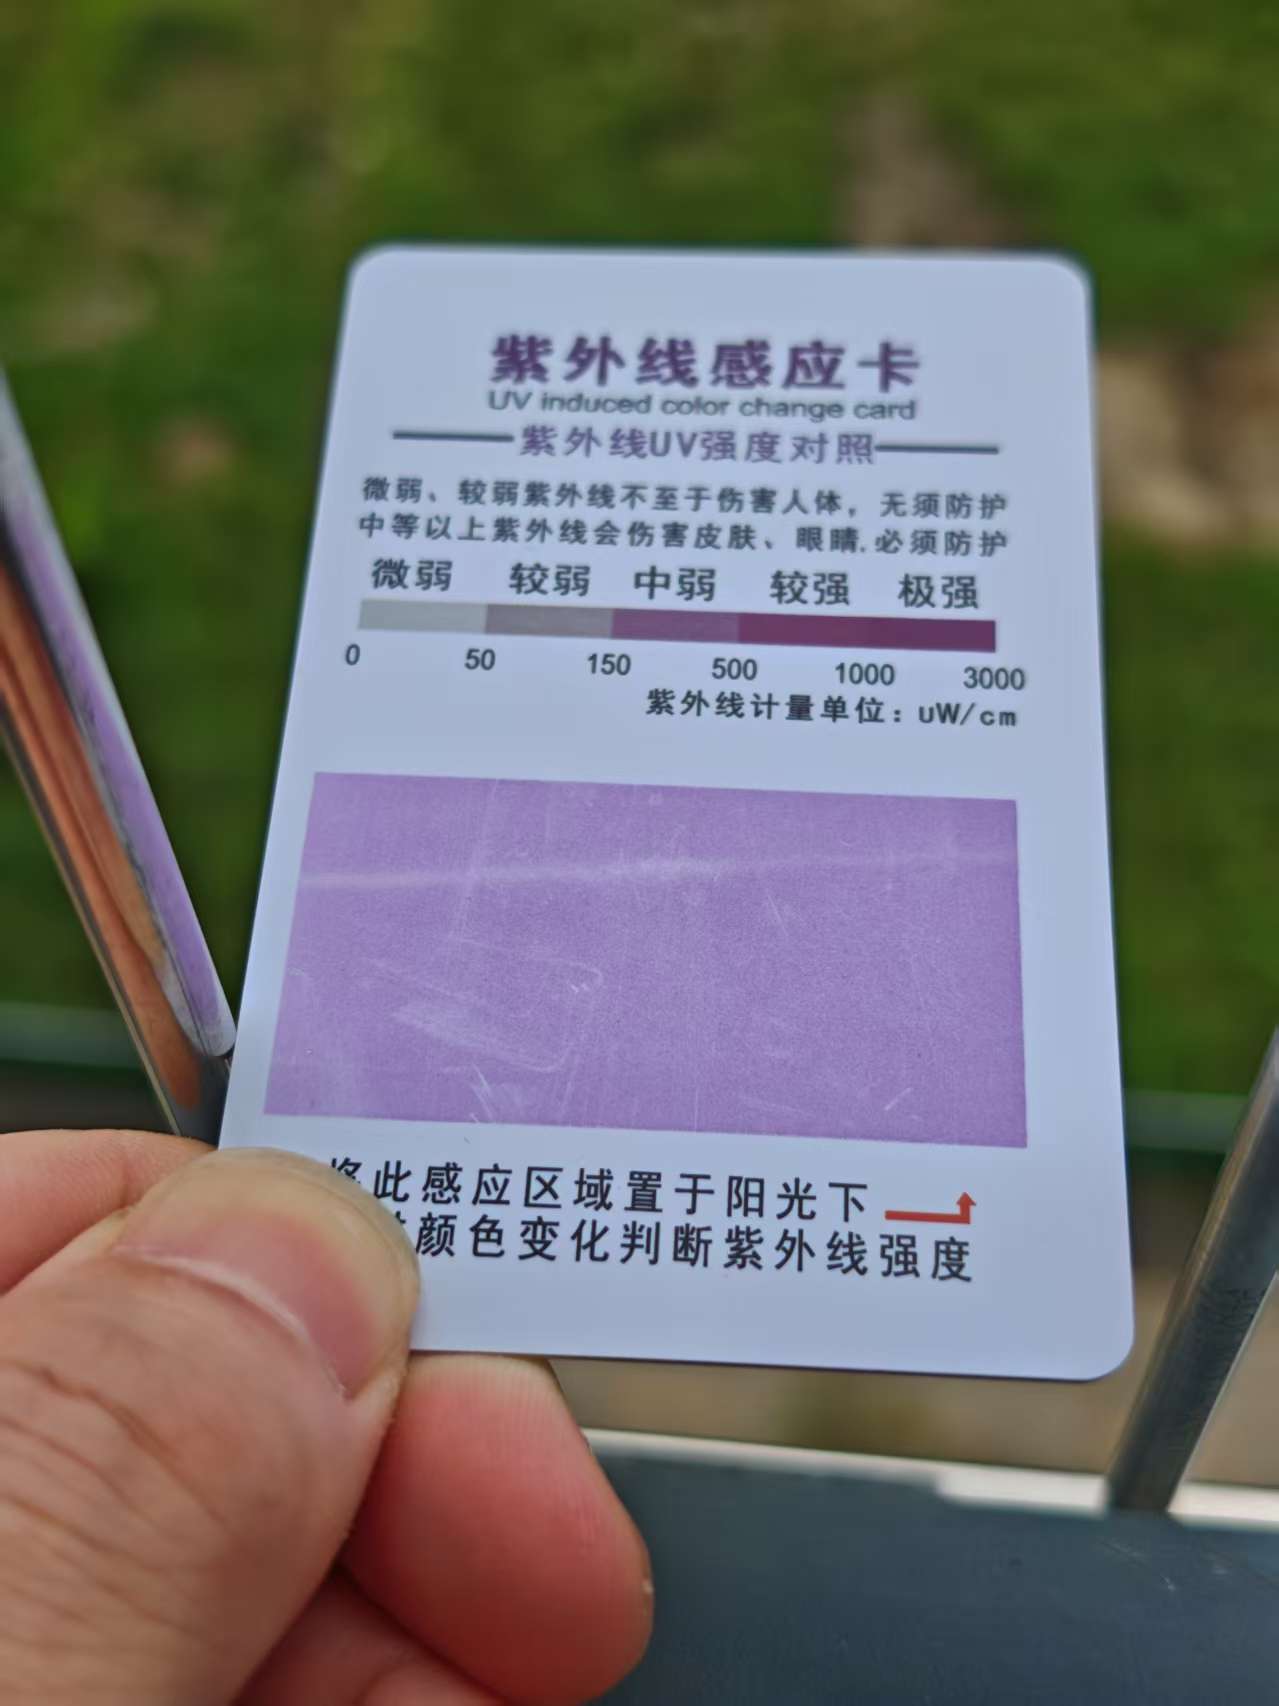 紫外线感应卡
UV induced color change card
紫外线UV强度对照
微弱、较弱紫外线不至于伤害人体，无须防护
中等以上紫外线会伤害皮肤、眼睛.必须防护
微弱 较弱 中弱 较强 极强
0 50 150 500 1000 3000
紫外线计量单位：uW/cm
将此感应区域置于阳光下
颜色变化判断紫外线强度